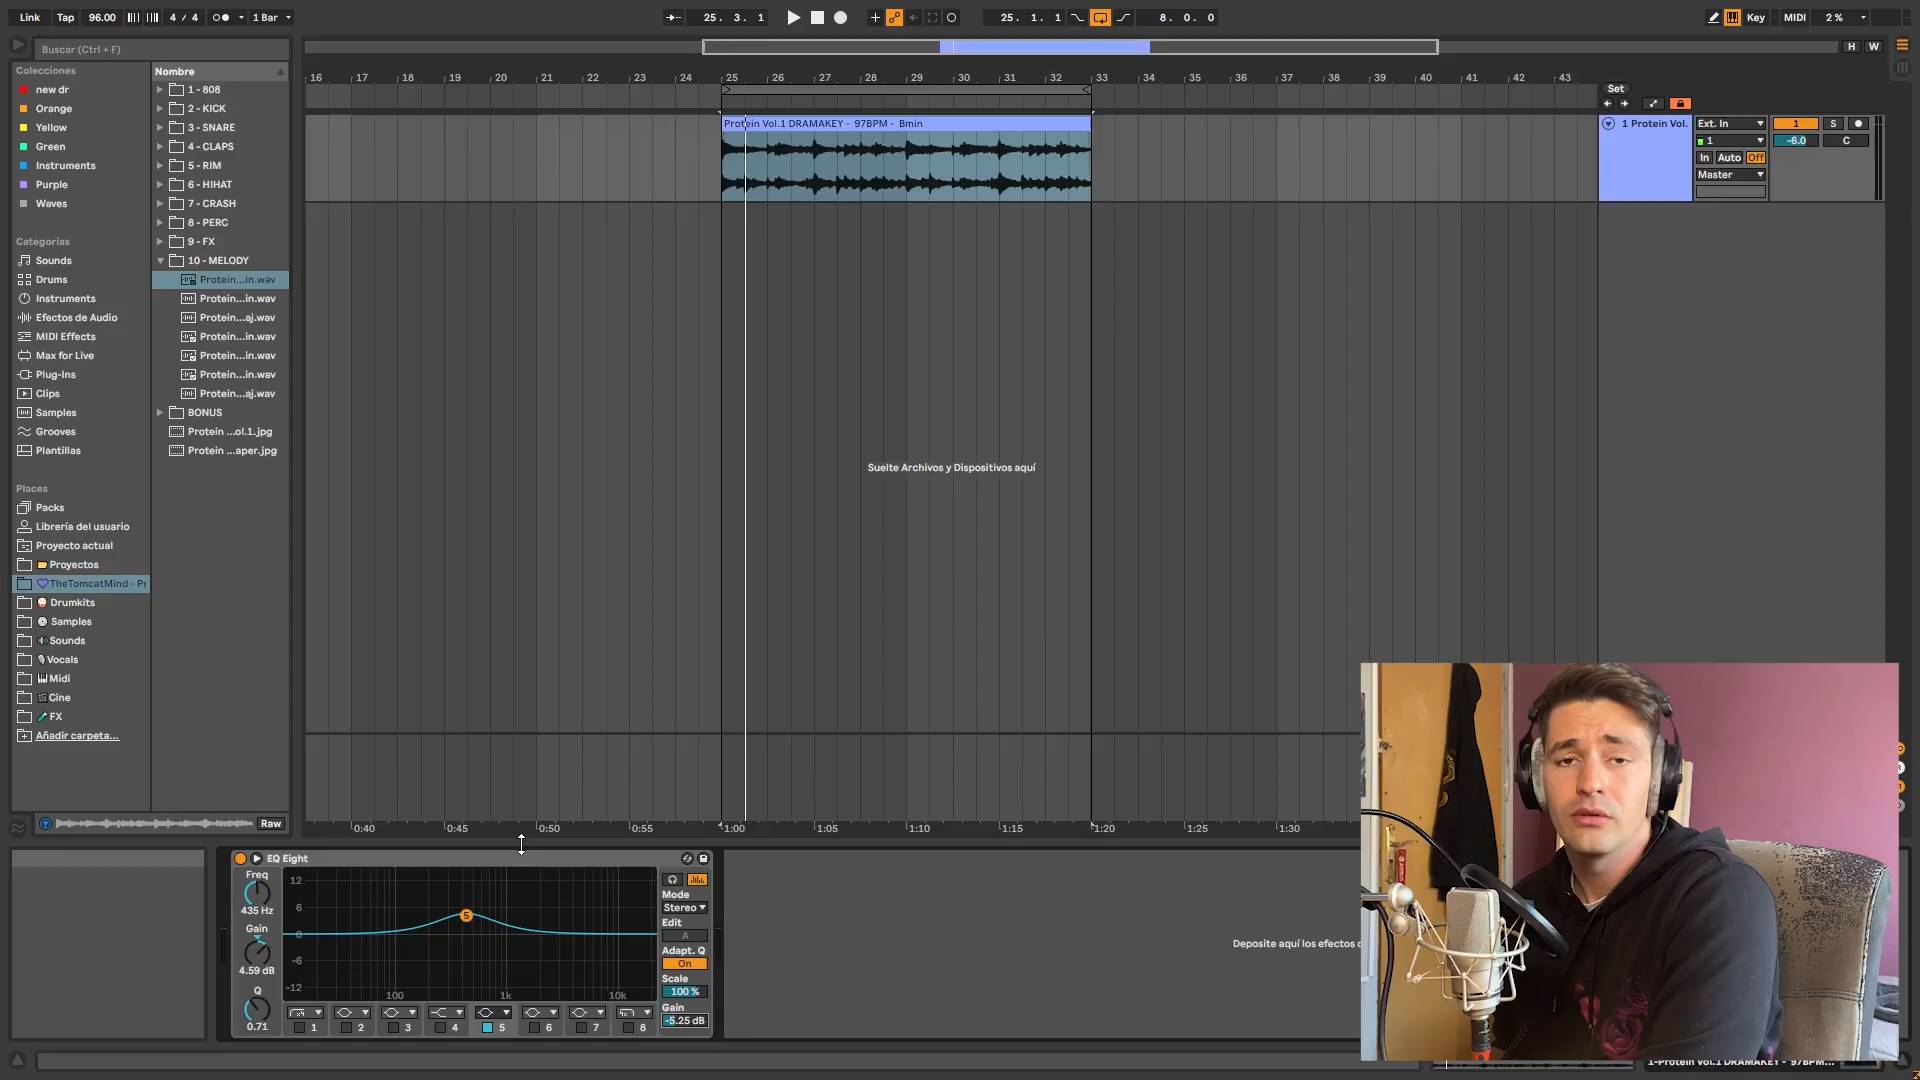 Link Tap 96.00 4 / 4 1 Bar 25. 3. 1 25. 1. 1 8. 0. 0 Key MIDI 2 %
Buscar (Ctrl + F)
H W
Colecciones
new dr
Orange
Yellow
Green
Instruments
Purple
Waves
Categorías
Sounds
Drums
Instruments
Efectos de Audio
MIDI Effects
Max for Live
Plug-Ins
Clips
Samples
Grooves
Plantillas
Places
Packs
Librería del usuario
Proyecto actual
Proyectos
TheTomcatMind - Pr
Drumkits
Samples
Sounds
Vocals
Midi
Cine
FX
Añadir carpeta...
Raw
Nombre
1 - 808
2 - KICK
3 - SNARE
4 - CLAPS
5 - RIM
6 - HIHAT
7 - CRASH
8 - PERC
9 - FX
10 - MELODY
Protein...in.wav
Protein...in.wav
Protein...aj.wav
Protein...in.wav
Protein...in.wav
Protein...in.wav
Protein...aj.wav
BONUS
Protein ...ol.1.jpg
Protein ...aper.jpg
16 17 18 19 20 21 22 23 24 25 26 27 28 29 30 31 32 33 34 35 36 37 38 39 40 41 42 43
Set
Protein Vol.1 DRAMAKEY - 97BPM - Bmin
1 Protein Vol.
Ext. In
1
In Auto Off
Master
1 S
-6.0 C
Suelte Archivos y Dispositivos aquí
0:40 0:45 0:50 0:55 1:00 1:05 1:10 1:15 1:20 1:25 1:30
EQ Eight
Freq
435 Hz
Gain
4.59 dB
Q
0.71
12
6
0
-6
-12
100 1k 10k
1 2 3 4 5 6 7 8
5
Mode
Stereo
Edit
A
Adapt. Q
On
Scale
100 %
Gain
-5.25 dB
Deposite aquí los efectos
1-Protein Vol.1 DRAMAKEY - 97BPM...